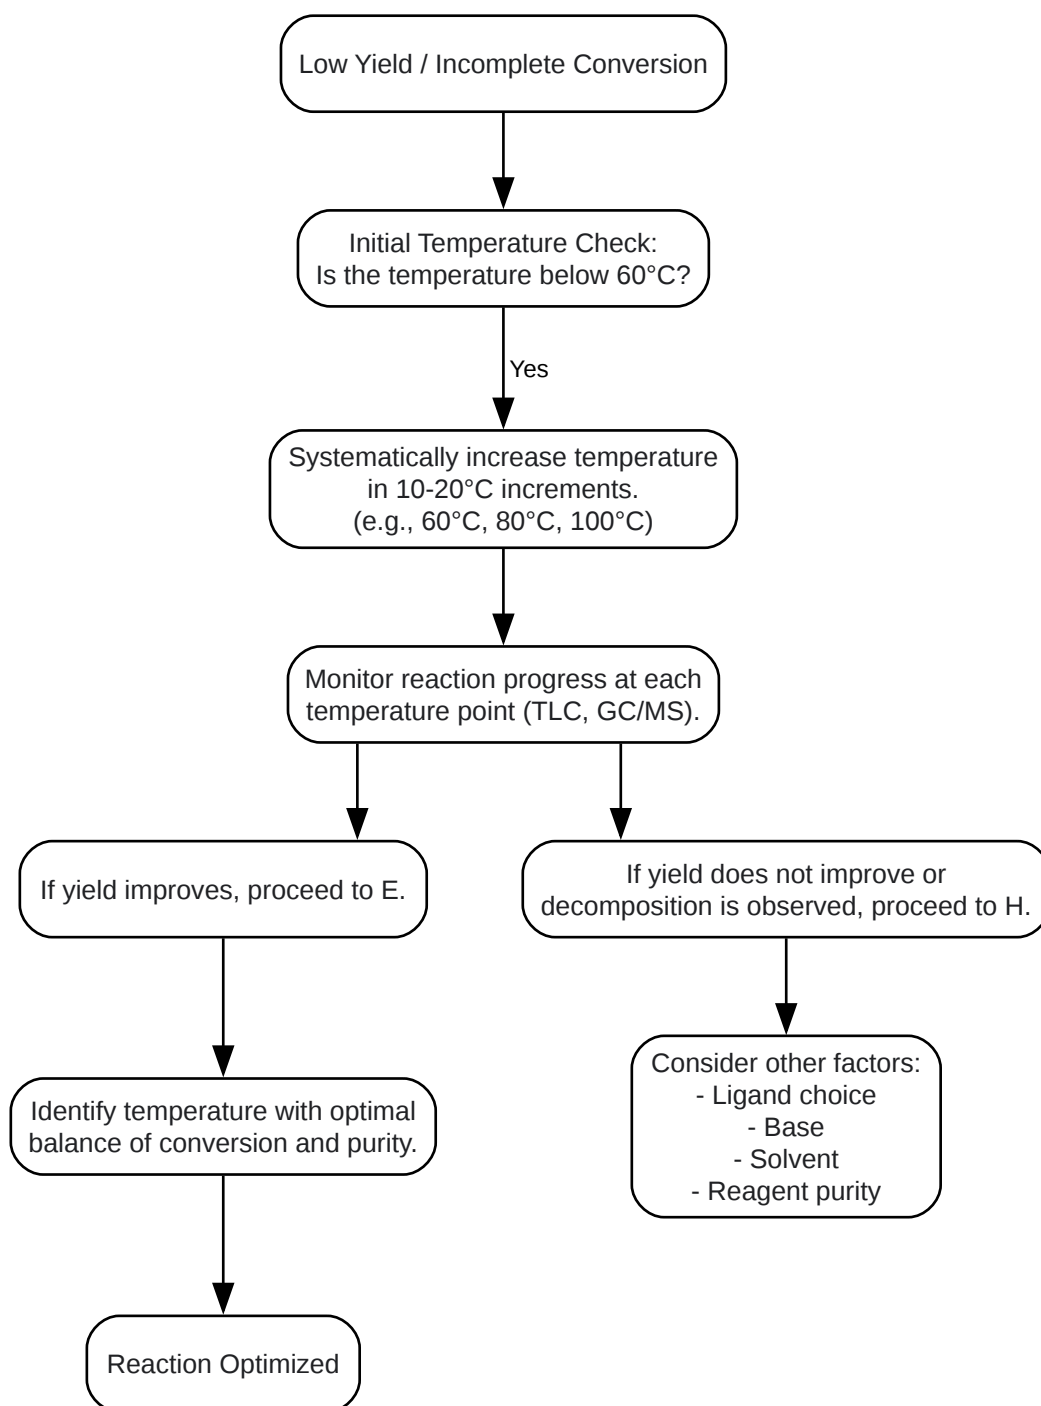 Low Yield / Incomplete Conversion
Initial Temperature Check:
Is the temperature below 60°C?
Yes
Systematically increase temperature
in 10-20°C increments.
(e.g., 60°C, 80°C, 100°C)
Monitor reaction progress at each
temperature point (TLC, GC/MS).
If yield improves, proceed to E.
If yield does not improve or
decomposition is observed, proceed to H.
Identify temperature with optimal
balance of conversion and purity.
Consider other factors:
- Ligand choice
- Base
- Solvent
- Reagent purity
Reaction Optimized